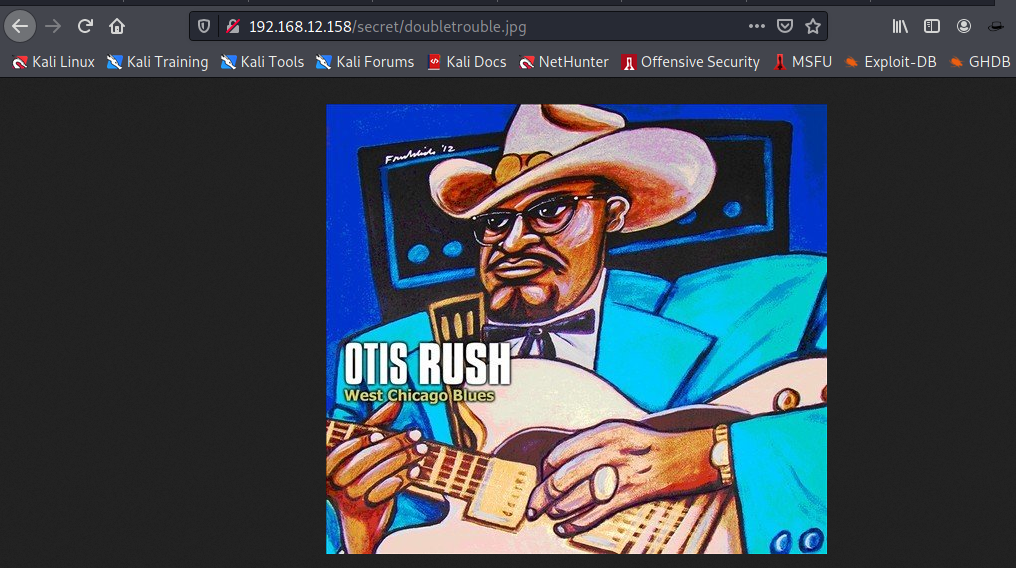 192.168.12.158/secret/doubletrouble.jpg
Kali Linux Kali Training Kali Tools Kali Forums Kali Docs NetHunter Offensive Security MSFU Exploit-DB GHDB
'12
OTIS RUSH
West Chicago Blues